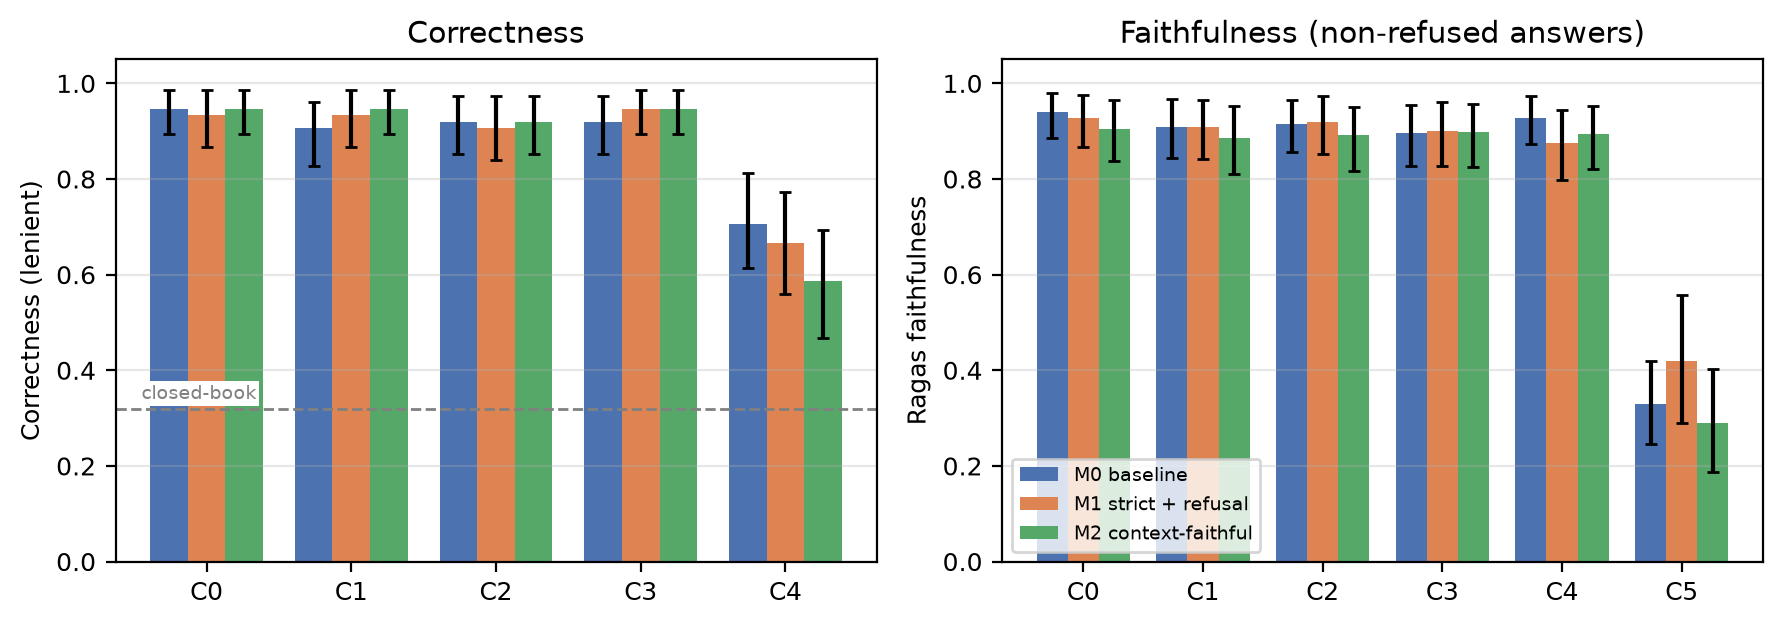 Correctness
Correctness (lenient)
1.0
0.8
0.6
0.4
0.2
0.0
closed-book
C0 C1 C2 C3 C4
Faithfulness (non-refused answers)
Ragas faithfulness
1.0
0.8
0.6
0.4
0.2
0.0
M0 baseline
M1 strict + refusal
M2 context-faithful
C0 C1 C2 C3 C4 C5